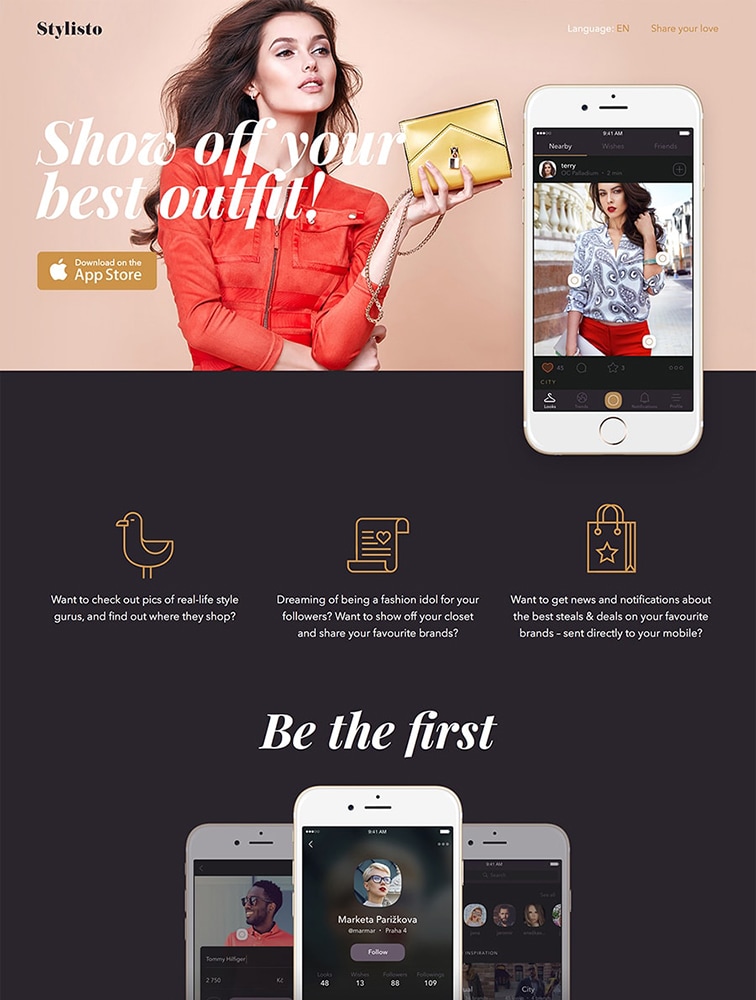 Stylisto
Language: EN
Share your love
Show off your
best outfit!
Download on the
App Store
9:41 AM
Nearby
Wishes
Friends
terry
OC Palladium • 2 min
45
3
CITY
Looks
Trends
Notifications
Profile
Want to check out pics of real-life style
gurus, and find out where they shop?
Dreaming of being a fashion idol for your
followers? Want to show off your closet
and share your favourite brands?
Want to get news and notifications about
the best steals & deals on your favourite
brands – sent directly to your mobile?
Be the first
Tommy Hilfiger
2 750
Kč
9:41 AM
Marketa Parižkova
@marmar • Praha 4
Follow
Looks
Wishes
Followers
Followings
48
13
88
109
9:41 AM
Search
See all
INSPIRATION
City